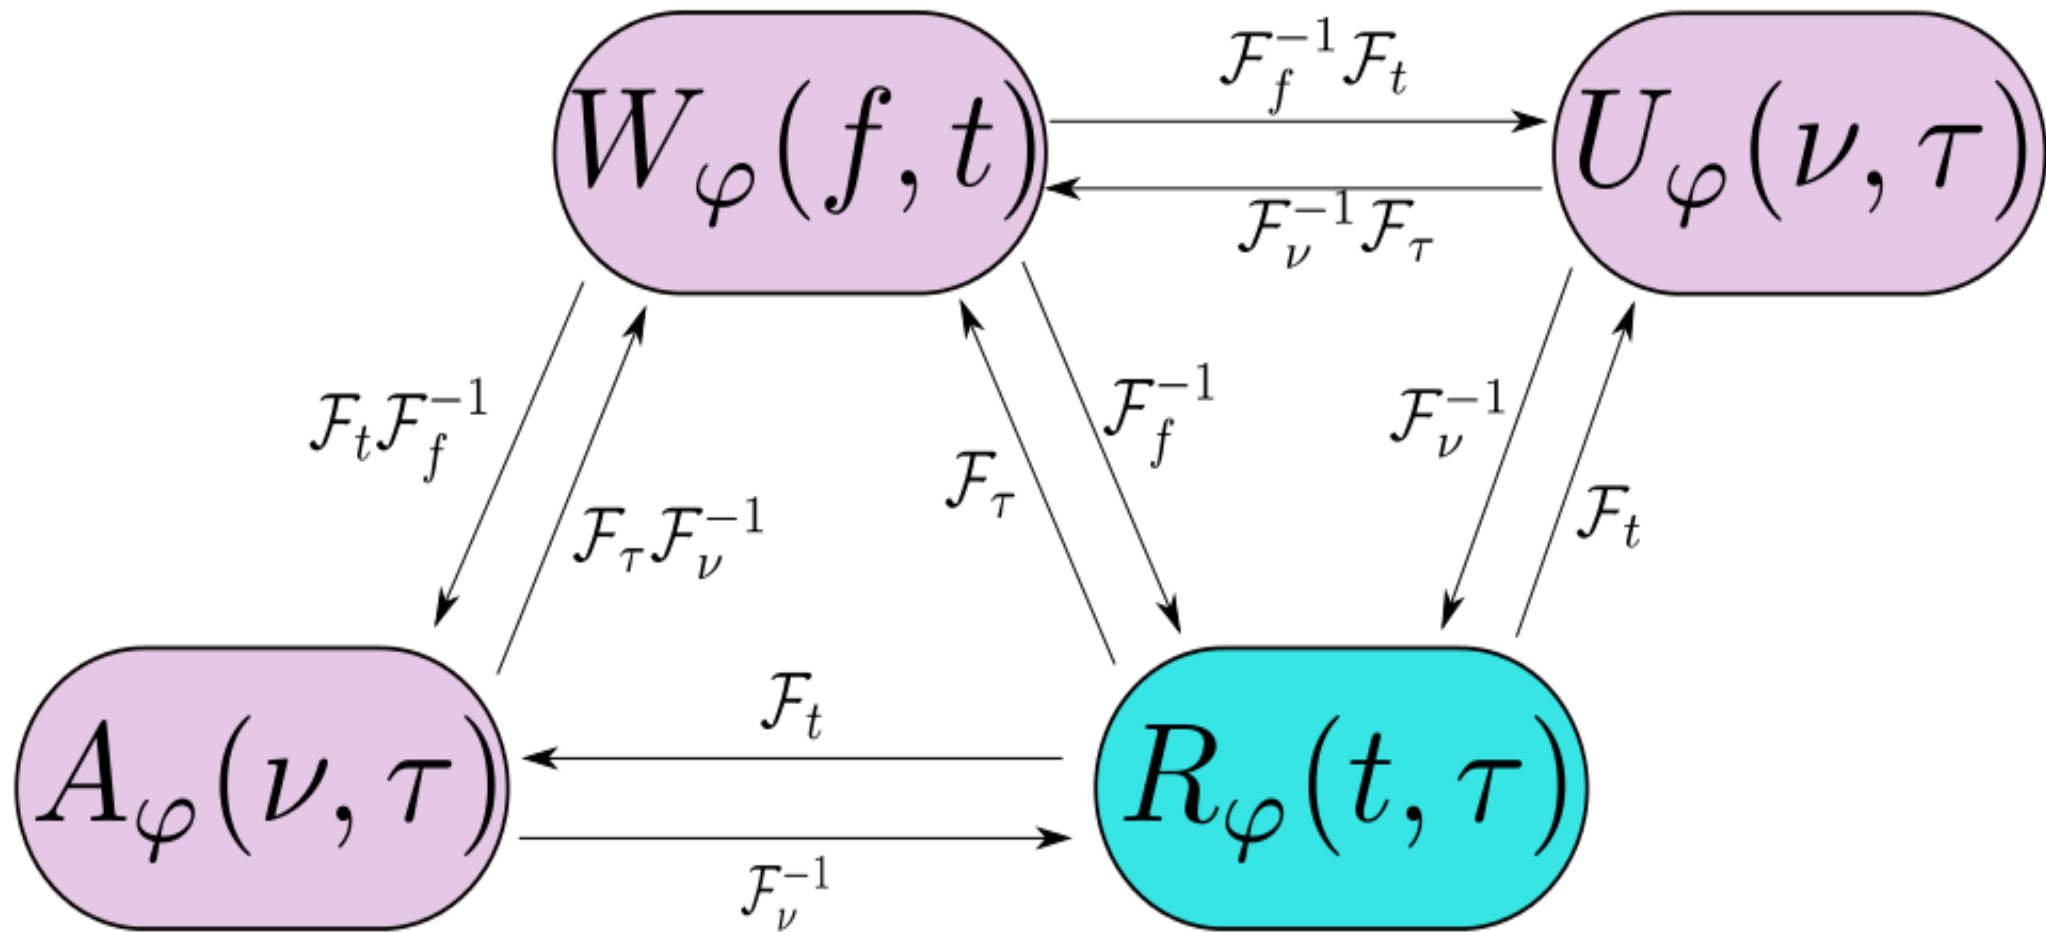 W_φ(f, t)
ℱ_f^{-1}ℱ_t
U_φ(ν, τ)
ℱ_ν^{-1}ℱ_τ
ℱ_tℱ_f^{-1}
ℱ_τℱ_ν^{-1}
ℱ_τ
ℱ_f^{-1}
ℱ_ν^{-1}
ℱ_t
A_φ(ν, τ)
ℱ_t
ℱ_ν^{-1}
R_φ(t, τ)